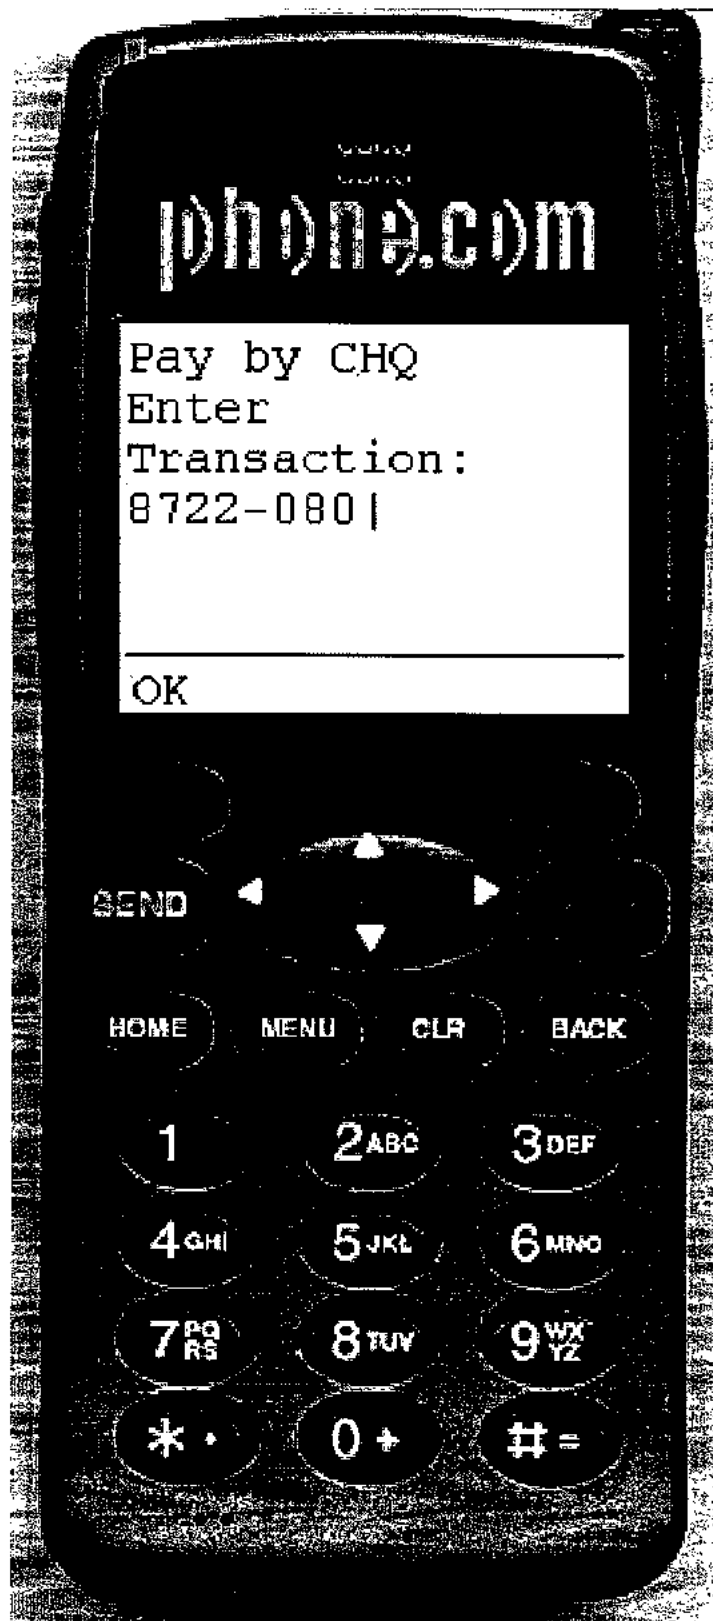 phone.com
Pay by CHQ
Enter
Transaction:
8722-080|
OK
SEND
HOME MENU CLR BACK
1 2ABC 3DEF
4GHI 5JKL 6MNO
7PQRS 8TUV 9WXYZ
* · 0 + # =